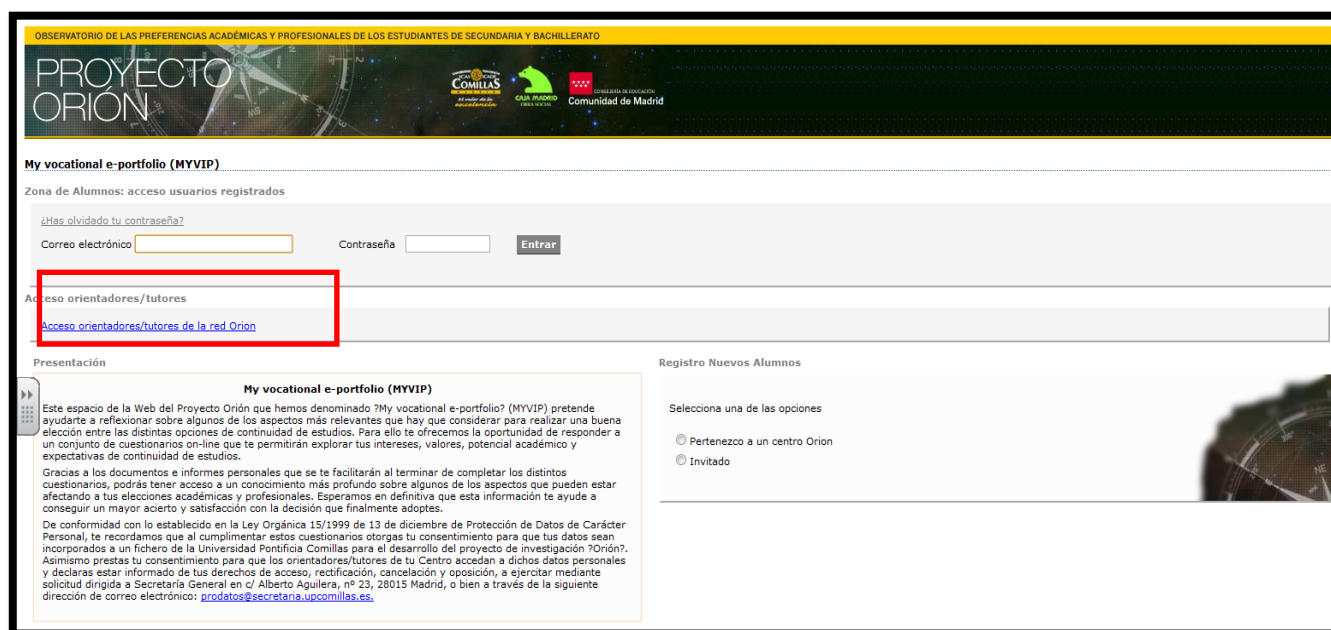 OBSERVATORIO DE LAS PREFERENCIAS ACADÉMICAS Y PROFESIONALES DE LOS ESTUDIANTES DE SECUNDARIA Y BACHILLERATO
PROYECTO
ORIÓN
COMILLAS
MADRID
el valor de la
excelencia
CAJA MADRID
OBRA SOCIAL
CONSEJERÍA DE EDUCACIÓN
Comunidad de Madrid
My vocational e-portfolio (MYVIP)
Zona de Alumnos: acceso usuarios registrados
¿Has olvidado tu contraseña?
Correo electrónico Contraseña Entrar
Acceso orientadores/tutores
Acceso orientadores/tutores de la red Orion
Presentación
My vocational e-portfolio (MYVIP)
Este espacio de la Web del Proyecto Orión que hemos denominado ?My vocational e-portfolio? (MYVIP) pretende
ayudarte a reflexionar sobre algunos de los aspectos más relevantes que hay que considerar para realizar una buena
elección entre las distintas opciones de continuidad de estudios. Para ello te ofrecemos la oportunidad de responder a
un conjunto de cuestionarios on-line que te permitirán explorar tus intereses, valores, potencial académico y
expectativas de continuidad de estudios.
Gracias a los documentos e informes personales que se te facilitarán al terminar de completar los distintos
cuestionarios, podrás tener acceso a un conocimiento más profundo sobre algunos de los aspectos que pueden estar
afectando a tus elecciones académicas y profesionales. Esperamos en definitiva que esta información te ayude a
conseguir un mayor acierto y satisfacción con la decisión que finalmente adoptes.
De conformidad con lo establecido en la Ley Orgánica 15/1999 de 13 de diciembre de Protección de Datos de Carácter
Personal, te recordamos que al cumplimentar estos cuestionarios otorgas tu consentimiento para que tus datos sean
incorporados a un fichero de la Universidad Pontificia Comillas para el desarrollo del proyecto de investigación ?Orión?.
Asimismo prestas tu consentimiento para que los orientadores/tutores de tu Centro accedan a dichos datos personales
y declaras estar informado de tus derechos de acceso, rectificación, cancelación y oposición, a ejercitar mediante
solicitud dirigida a Secretaría General en c/ Alberto Aguilera, nº 23, 28015 Madrid, o bien a través de la siguiente
dirección de correo electrónico: prodatos@secretaria.upcomillas.es.
Registro Nuevos Alumnos
Selecciona una de las opciones
Pertenezco a un centro Orion
Invitado